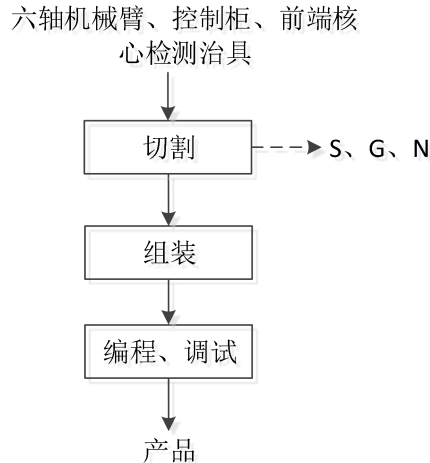 六轴机械臂、控制柜、前端核
心检测治具
切割
S、G、N
组装
编程、调试
产品